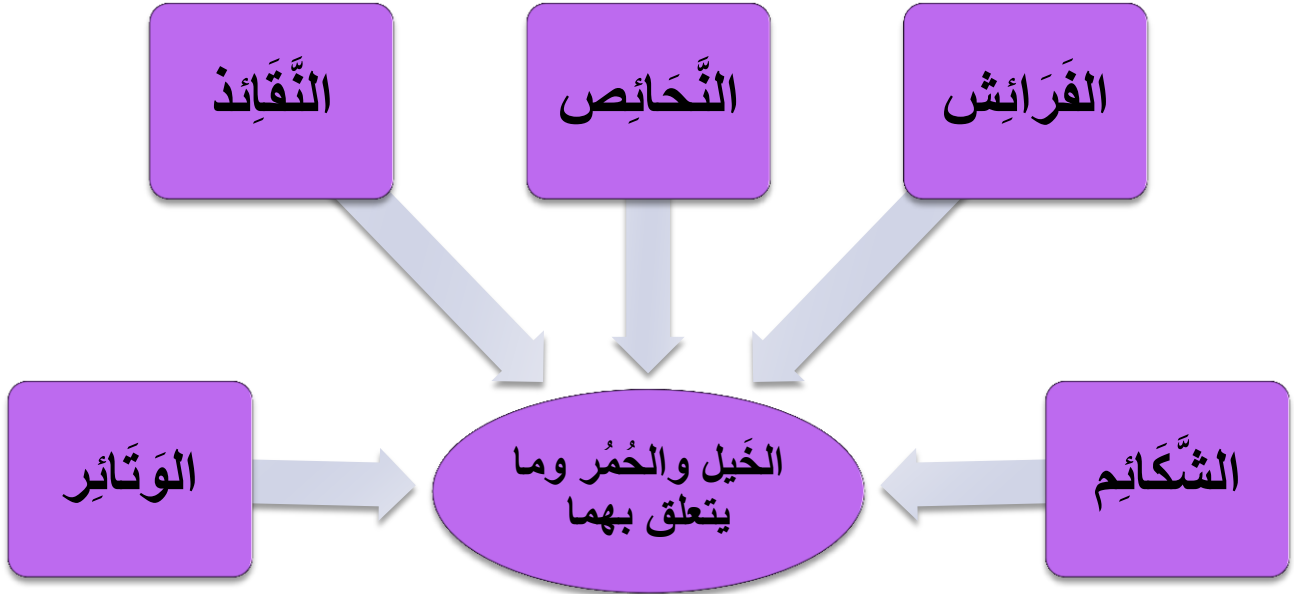 الفَرَائِش
النَّحَائِص
النَّقَائِذ
الشَّكَائِم
الوَتَائِر
الخَيل والحُمُر وما
يتعلق بهما